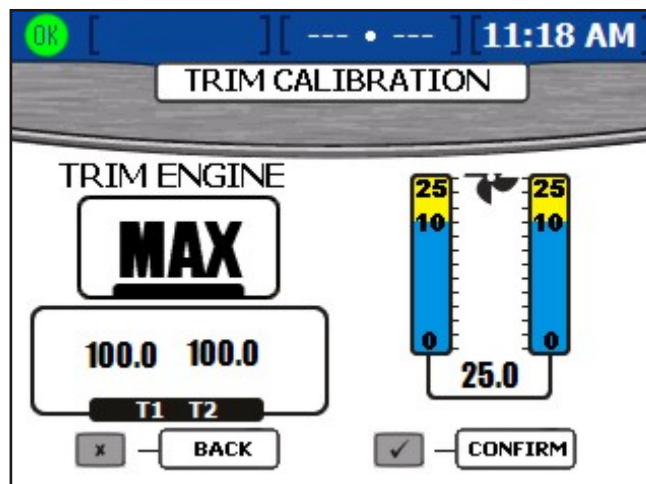 OK [ ][ --- • --- ][ 11:18 AM ]
TRIM CALIBRATION
TRIM ENGINE
MAX
100.0 100.0
T1 T2
25 25
10 10
0 0
25.0
x BACK
✓ CONFIRM